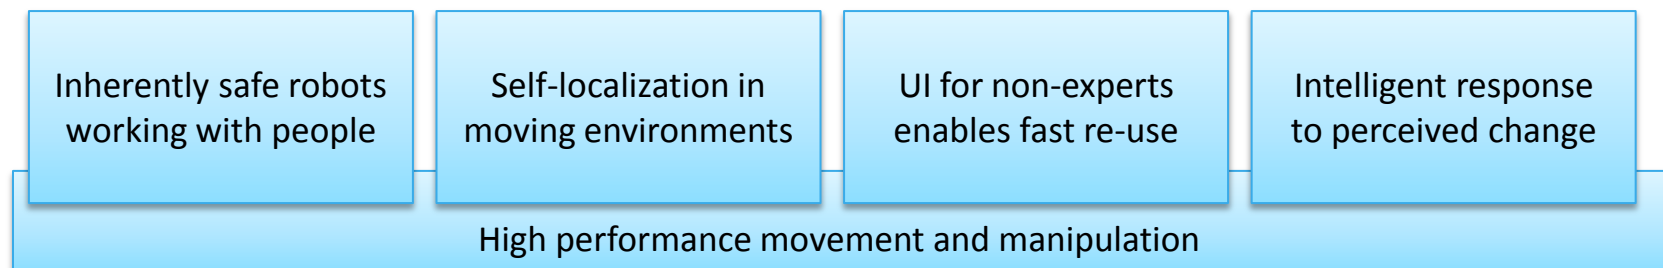 Inherently safe robots
working with people
Self-localization in
moving environments
UI for non-experts
enables fast re-use
Intelligent response
to perceived change
High performance movement and manipulation